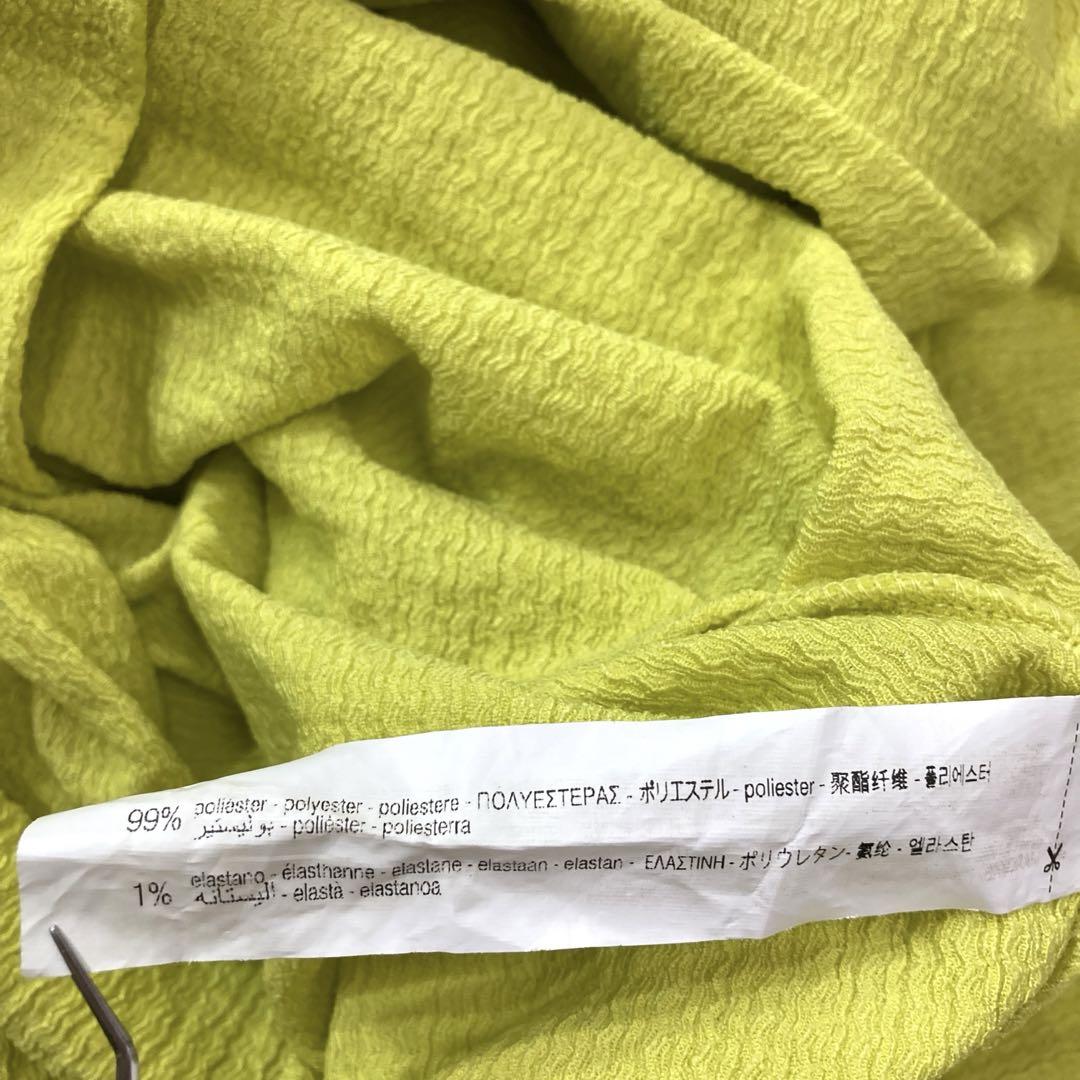 99% poliéster - polyester - poliestere - ΠΟΛΥΕΣΤΕΡΑΣ - ポリエステル - poliester - 聚酯纤维 - 폴리에스터
بوليستير - polièster - poliesterra
1% elastano - élasthanne - elastane - elastaan - elastan - ΕΛΑΣΤΙΝΗ - ポリウレタン - 氨纶 - 엘라스탄
اليستانه - elastà - elastanoa